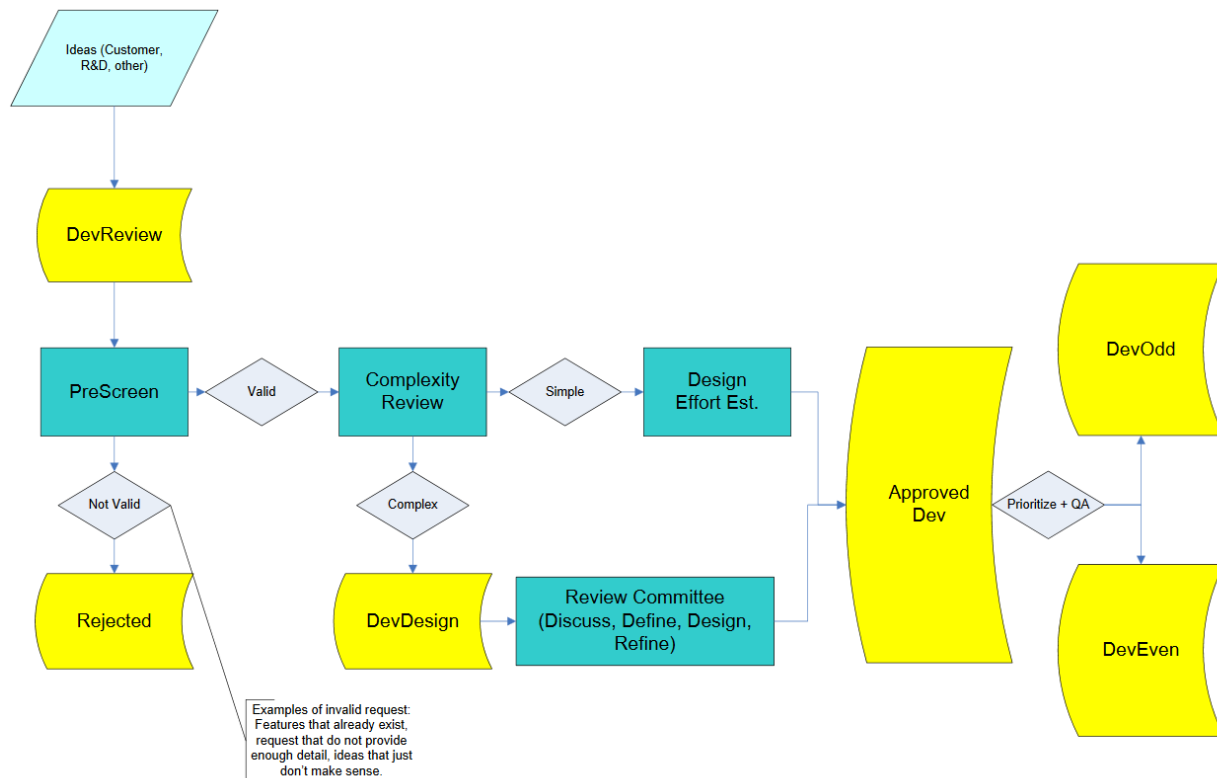 Ideas (Customer,
R&D, other)
DevReview
PreScreen
Valid
Complexity
Review
Simple
Design
Effort Est.
Not Valid
Complex
Rejected
DevDesign
Review Committee
(Discuss, Define, Design,
Refine)
Approved
Dev
Prioritize + QA
DevOdd
DevEven
Examples of invalid request:
Features that already exist,
request that do not provide
enough detail, ideas that just
don't make sense.